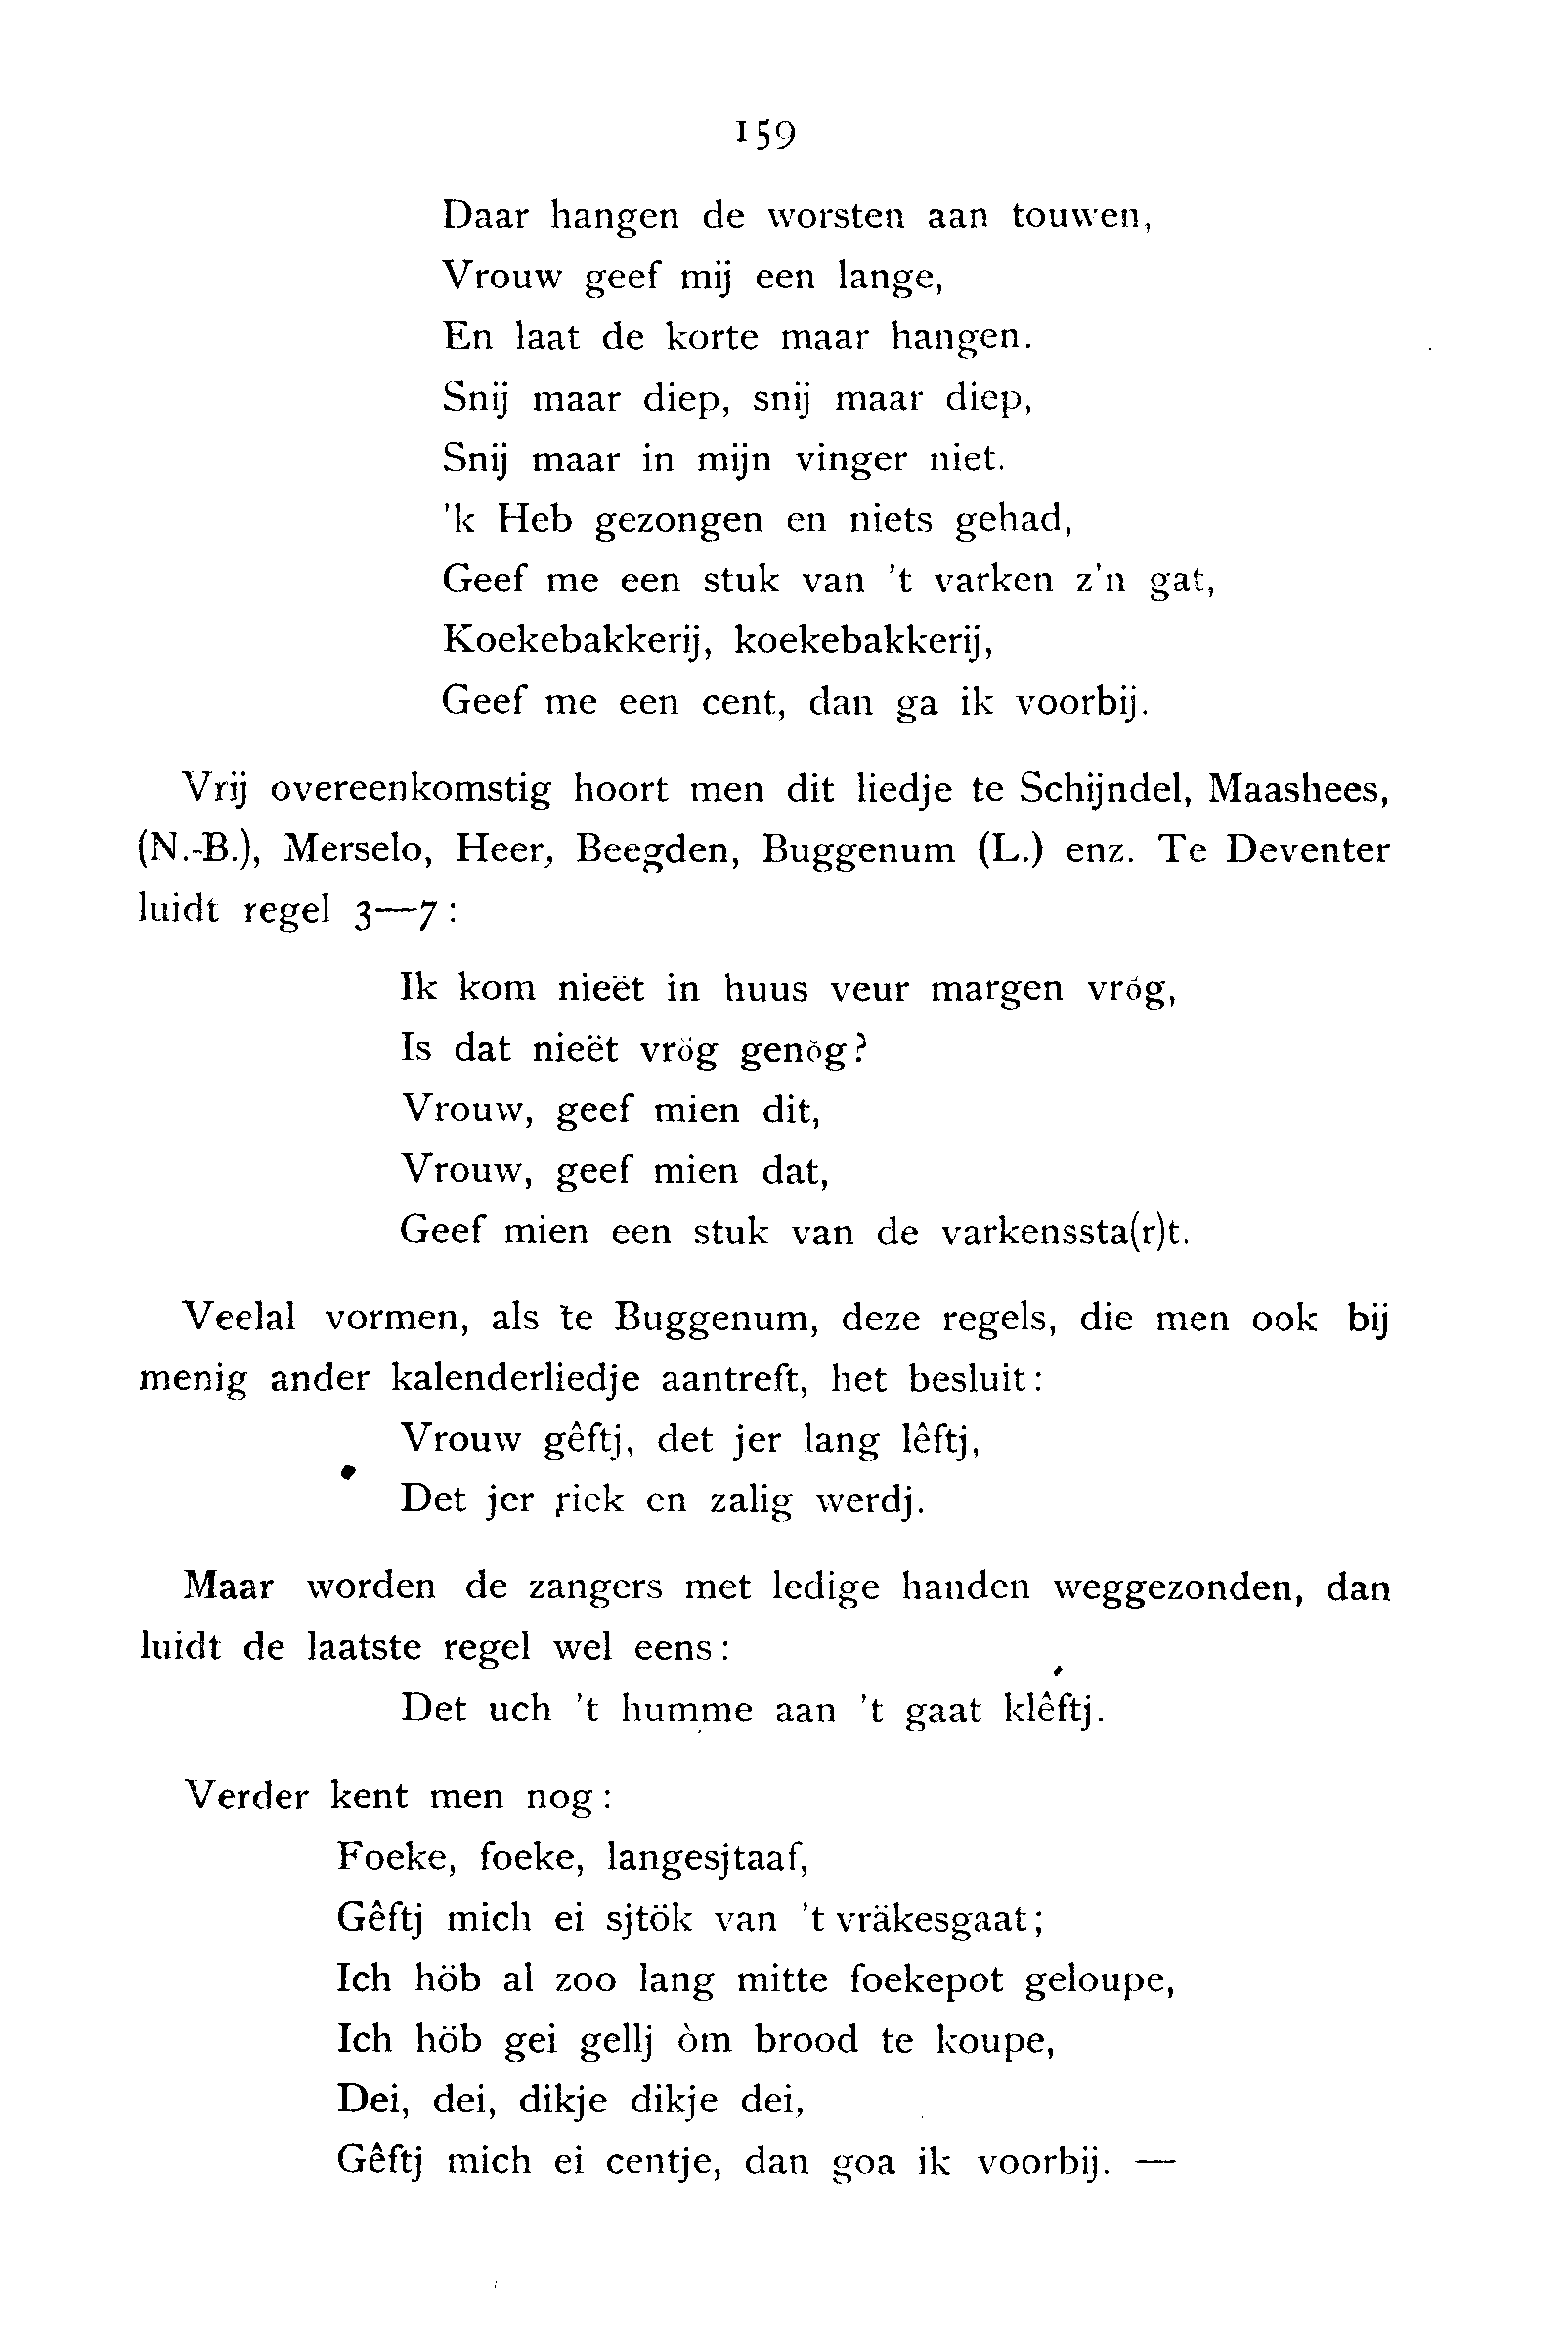 159
Daar hangen de worsten aan touwen,
Vrouw geef mij een lange,
En laat de korte maar hangen.
Snij maar diep, snij maar diep,
Snij maar in mijn vinger niet.
'k Heb gezongen en niets gehad,
Geef me een stuk van 't varken z'n gat,
Koekebakkerij, koekebakkerij,
Geef me een cent, dan ga ik voorbij.
Vrij overeenkomstig hoort men dit liedje te Schijndel, Maashees,
(N.-B.), Merselo, Heer, Beegden, Buggenum (L.) enz. Te Deventer
luidt regel 3—7:
Ik kom nieët in huus veur margen vrög,
Is dat nieët vrög genög?
Vrouw, geef mien dit,
Vrouw, geef mien dat,
Geef mien een stuk van de varkenssta(r)t.
Veelal vormen, als te Buggenum, deze regels, die men ook bij
menig ander kalenderliedje aantreft, het besluit:
Vrouw gêftj, det jer lang lêftj,
Det jer riek en zalig werdj.
Maar worden de zangers met ledige handen weggezonden, dan
luidt de laatste regel wel eens:
Det uch 't humme aan 't gaat klêftj.
Verder kent men nog:
Foeke, foeke, langesjtaaf,
Gêftj mich ei sjtök van 't vräkesgaat;
Ich höb al zoo lang mitte foekepot geloupe,
Ich höb gei gellj òm brood te koupe,
Dei, dei, dikje dikje dei,
Gêftj mich ei centje, dan goa ik voorbij. —